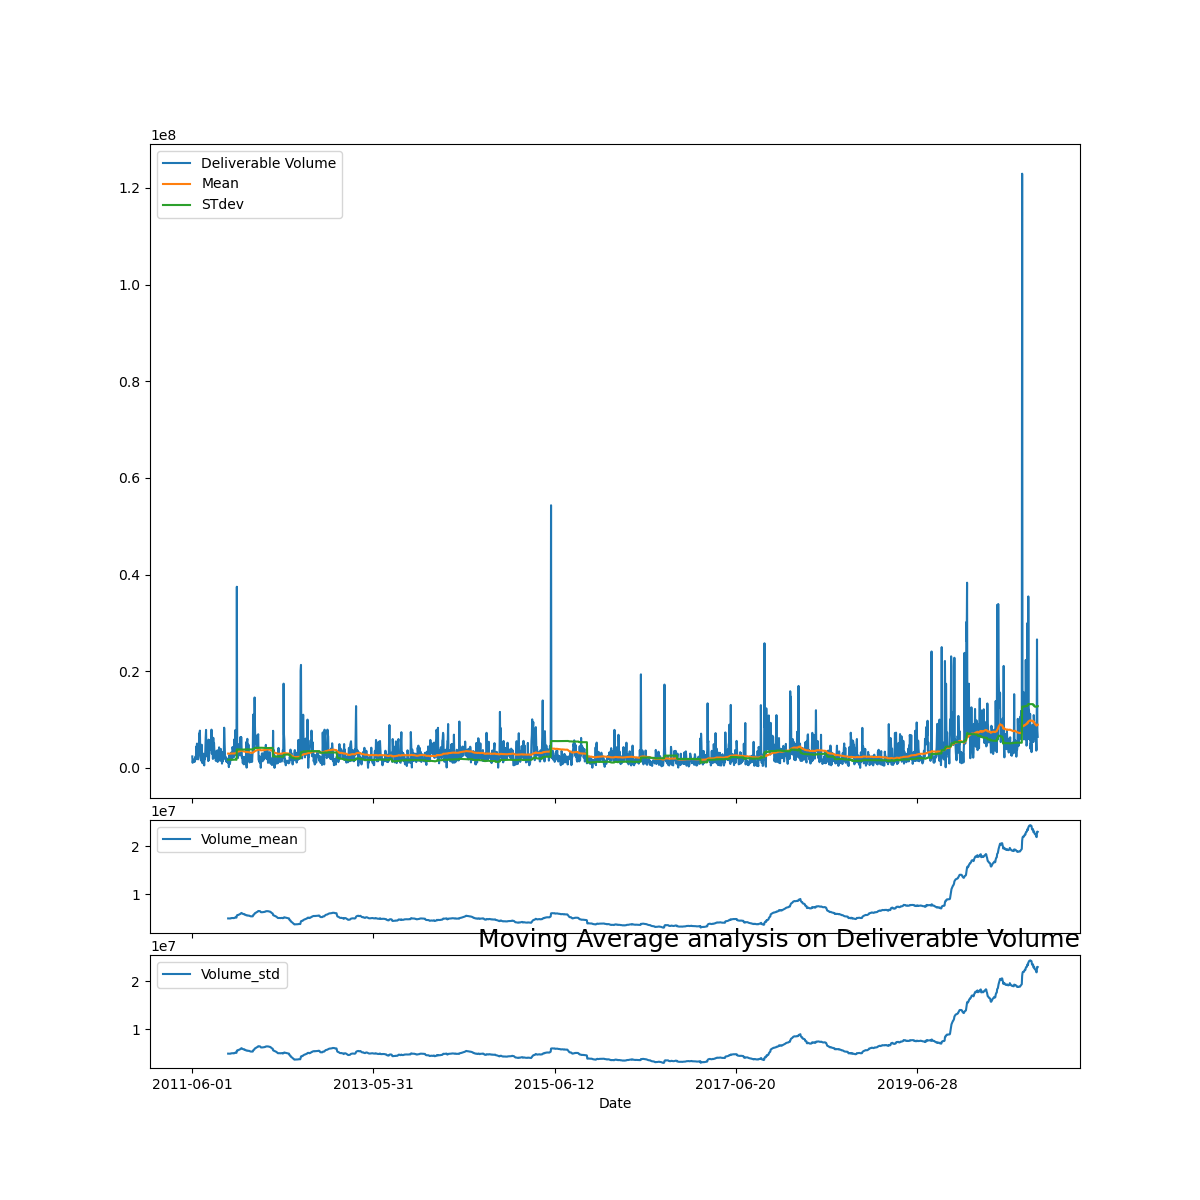 1e8
Deliverable Volume
Mean
STdev
1.2
1.0
0.8
0.6
0.4
0.2
0.0
1e7
Volume_mean
2
1
Moving Average analysis on Deliverable Volume
1e7
Volume_std
2
1
2011-06-01 2013-05-31 2015-06-12 2017-06-20 2019-06-28
Date